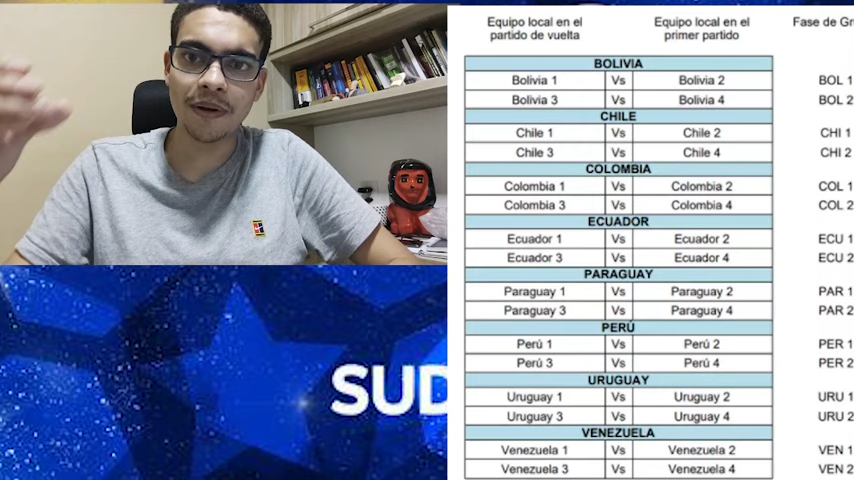 Equipo local en el
partido de vuelta
Equipo local en el
primer partido
Fase de Gr
BOLIVIA
Bolivia 1 Vs Bolivia 2 BOL 1
Bolivia 3 Vs Bolivia 4 BOL 2
CHILE
Chile 1 Vs Chile 2 CHI 1
Chile 3 Vs Chile 4 CHI 2
COLOMBIA
Colombia 1 Vs Colombia 2 COL 1
Colombia 3 Vs Colombia 4 COL 2
ECUADOR
Ecuador 1 Vs Ecuador 2 ECU 1
Ecuador 3 Vs Ecuador 4 ECU 2
PARAGUAY
Paraguay 1 Vs Paraguay 2 PAR 1
Paraguay 3 Vs Paraguay 4 PAR 2
PERÚ
Perú 1 Vs Perú 2 PER 1
Perú 3 Vs Perú 4 PER 2
URUGUAY
Uruguay 1 Vs Uruguay 2 URU 1
Uruguay 3 Vs Uruguay 4 URU 2
VENEZUELA
Venezuela 1 Vs Venezuela 2 VEN 1
Venezuela 3 Vs Venezuela 4 VEN 2
SUD